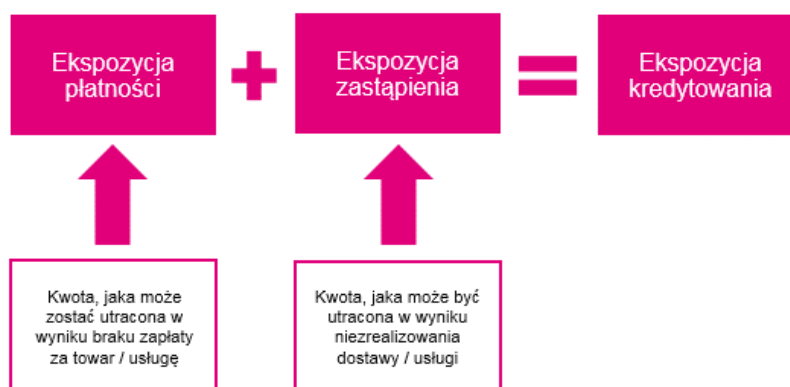 Ekspozycja
płatności
+
Ekspozycja
zastąpienia
=
Ekspozycja
kredytowania
Kwota, jaka może
zostać utracona w
wyniku braku zapłaty
za towar / usługę
Kwota, jaka może być
utracona w wyniku
niezrealizowania
dostawy / usługi